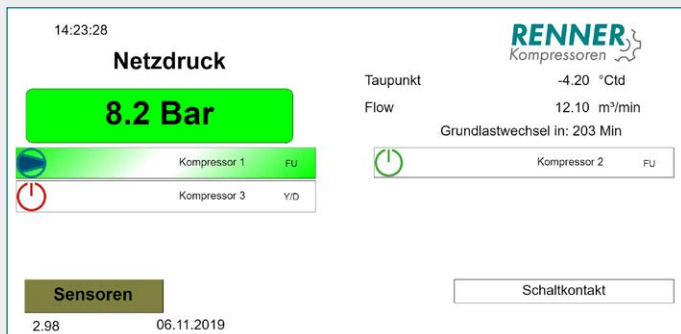 14:23:28
RENNER
Kompressoren
Netzdruck
8.2 Bar
Taupunkt -4.20 °Ctd
Flow 12.10 m³/min
Grundlastwechsel in: 203 Min
Kompressor 1 FU
Kompressor 2 FU
Kompressor 3 Y/D
Sensoren
Schaltkontakt
2.98 06.11.2019